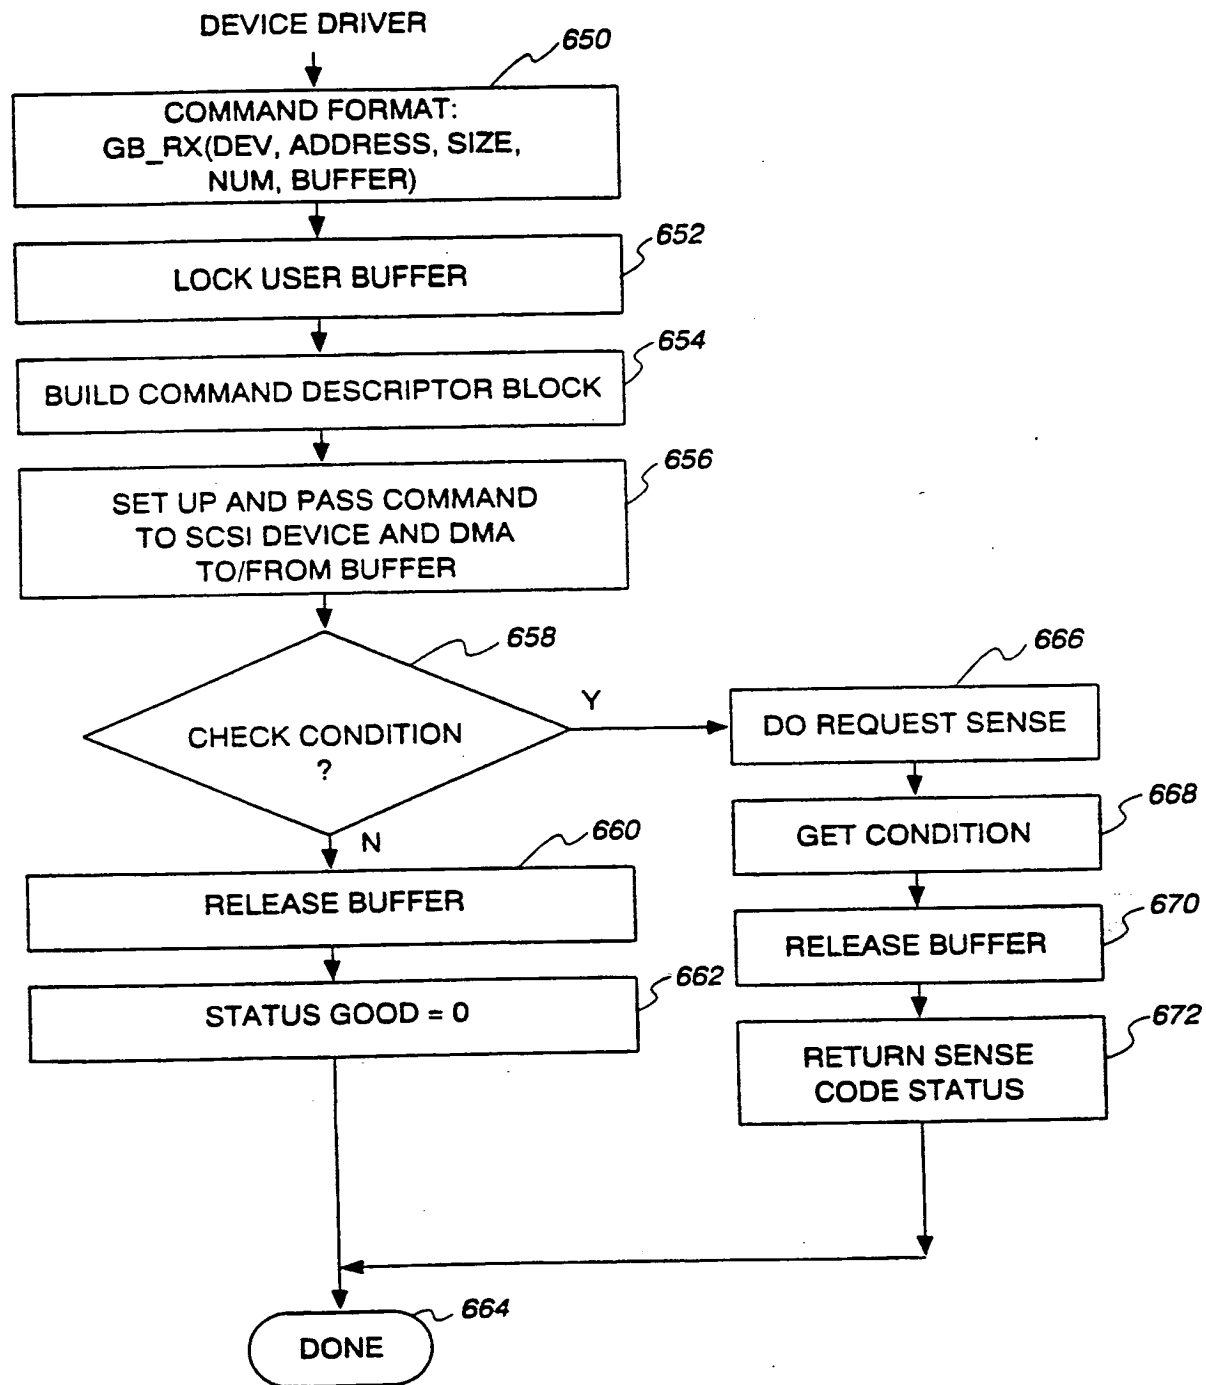 DEVICE DRIVER
650
COMMAND FORMAT:
GB_RX(DEV, ADDRESS, SIZE,
NUM, BUFFER)
652
LOCK USER BUFFER
654
BUILD COMMAND DESCRIPTOR BLOCK
656
SET UP AND PASS COMMAND
TO SCSI DEVICE AND DMA
TO/FROM BUFFER
658
CHECK CONDITION
?
Y
N
660
RELEASE BUFFER
662
STATUS GOOD = 0
666
DO REQUEST SENSE
668
GET CONDITION
670
RELEASE BUFFER
672
RETURN SENSE
CODE STATUS
664
DONE